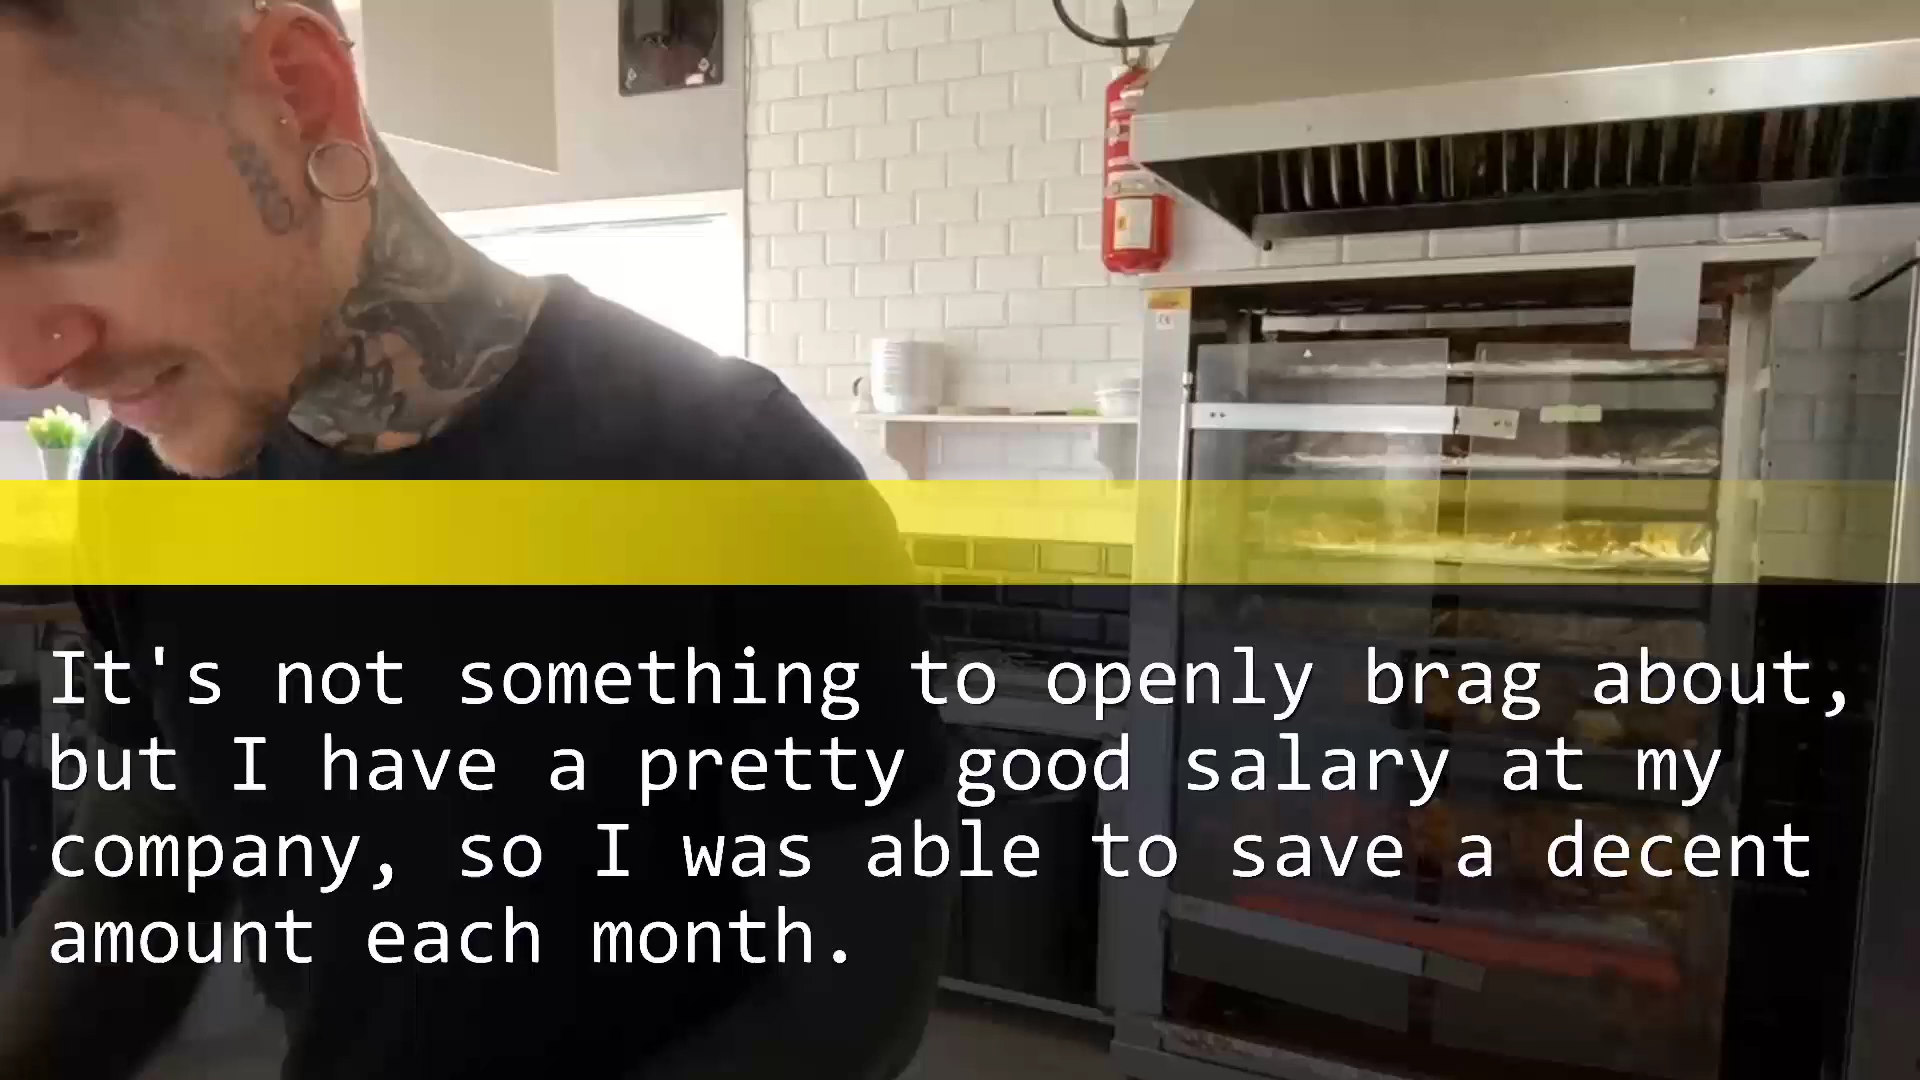 It's not something to openly brag about,
but I have a pretty good salary at my
company, so I was able to save a decent
amount each month.